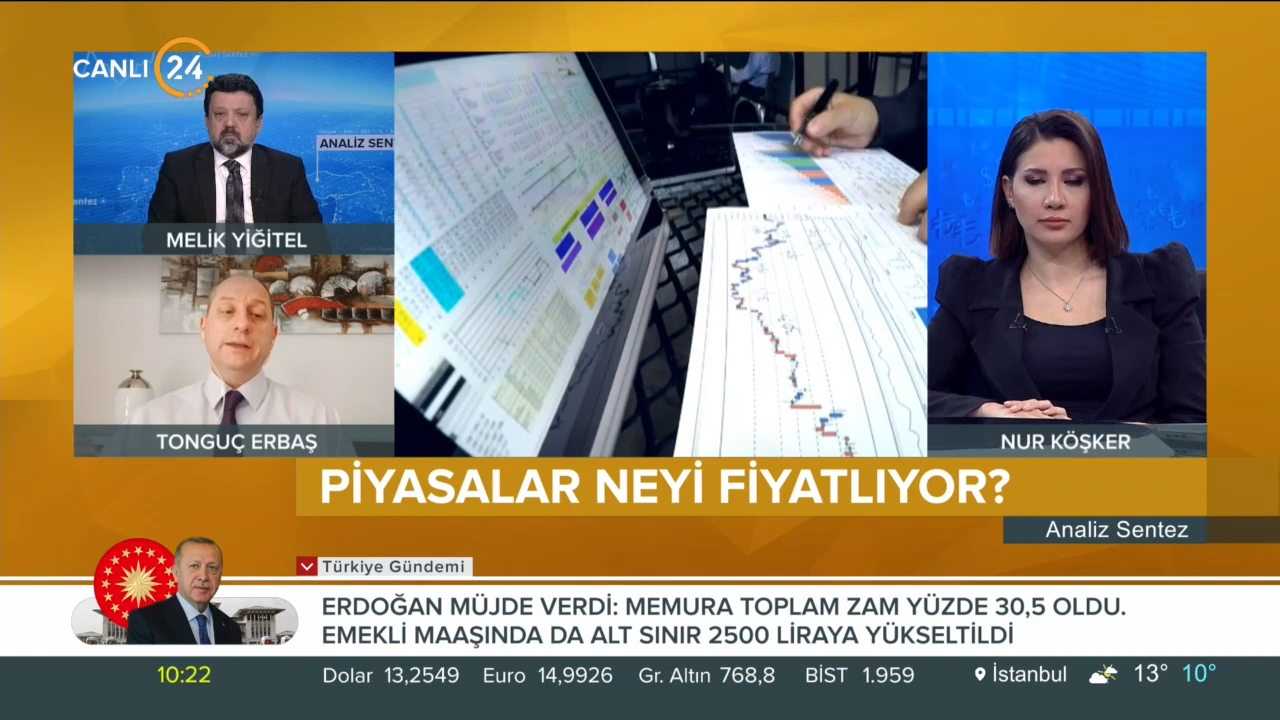 CANLI 24
ANALİZ SEN
MELİK YİĞİTEL
TONGUÇ ERBAŞ
NUR KÖŞKER
PİYASALAR NEYİ FİYATLIYOR?
Analiz Sentez
Türkiye Gündemi
ERDOĞAN MÜJDE VERDİ: MEMURA TOPLAM ZAM YÜZDE 30,5 OLDU.
EMEKLİ MAAŞINDA DA ALT SINIR 2500 LİRAYA YÜKSELTİLDİ
10:22 Dolar 13,2549 Euro 14,9926 Gr. Altın 768,8 BİST 1.959 İstanbul 13° 10°